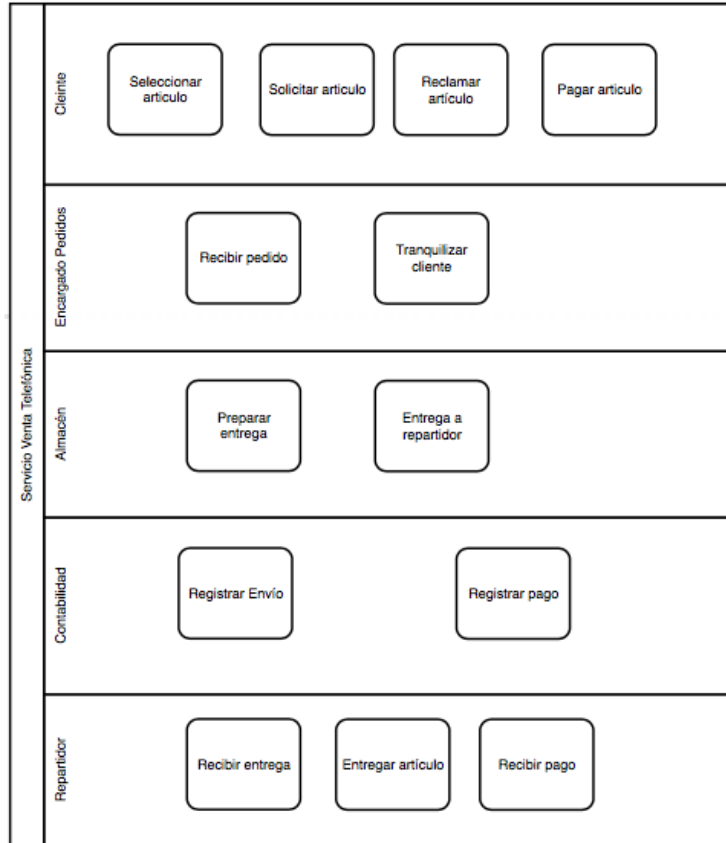 Servicio Venta Telefónica
Cleinte
Seleccionar
articulo
Solicitar articulo
Reclamar
artículo
Pagar articulo
Encargado Pedidos
Recibir pedido
Tranquilizar
cliente
Almacén
Preparar
entrega
Entrega a
repartidor
Contabilidad
Registrar Envío
Registrar pago
Repartidor
Recibir entrega
Entregar artículo
Recibir pago